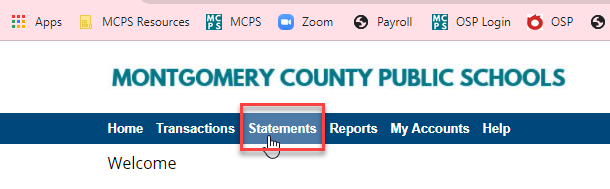 Apps MCPS Resources MCPS MCPS Zoom Payroll MCPS OSP Login OSP
MONTGOMERY COUNTY PUBLIC SCHOOLS
Home Transactions Statements Reports My Accounts Help
Welcome